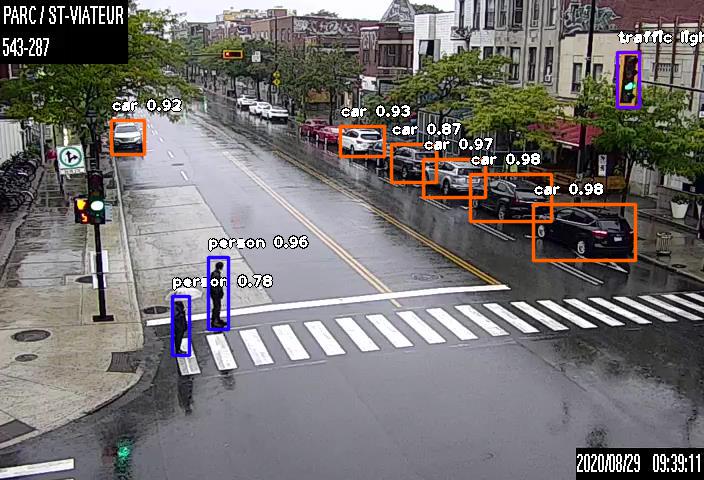 PARC / ST-VIATEUR
543-287
traffic ligh
car 0.92
car 0.93
car 0.87
car 0.97
car 0.98
car 0.98
person 0.96
person 0.78
2020/08/29 09:39:11